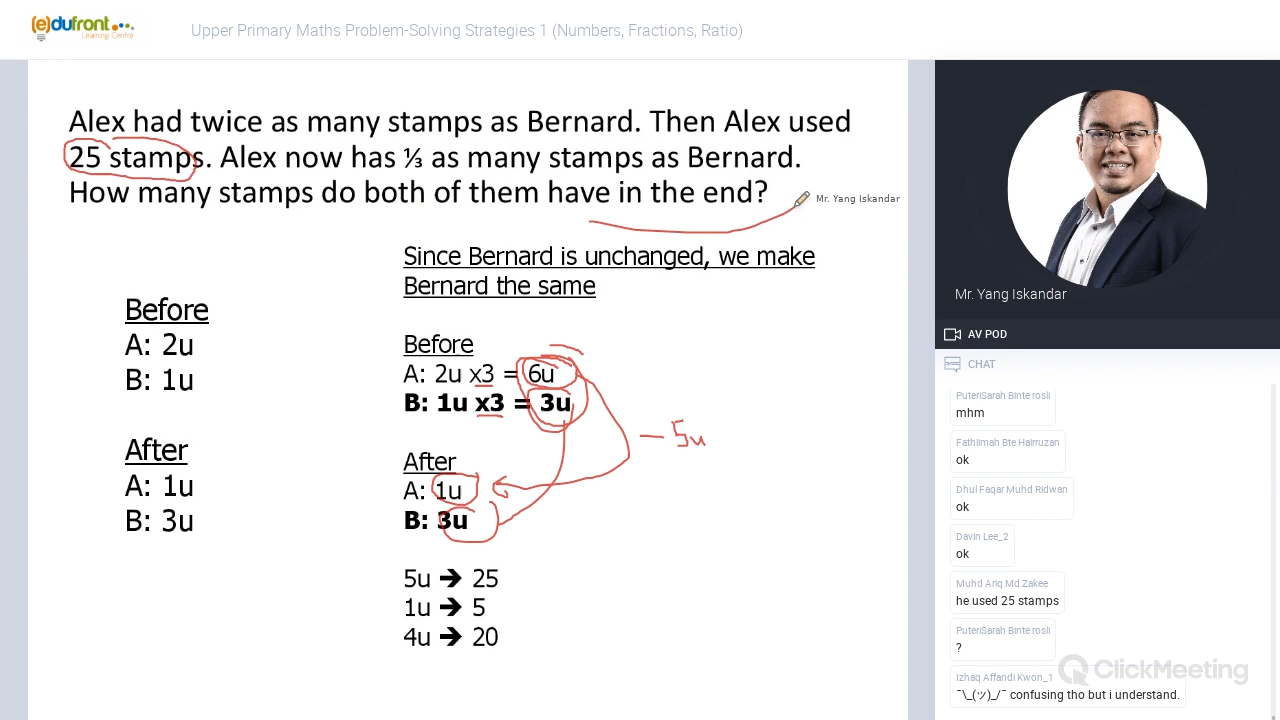 (e)dufront
Learning Centre
Upper Primary Maths Problem-Solving Strategies 1 (Numbers, Fractions, Ratio)
Alex had twice as many stamps as Bernard. Then Alex used
25 stamps. Alex now has ⅓ as many stamps as Bernard.
How many stamps do both of them have in the end?
Mr. Yang Iskandar
Since Bernard is unchanged, we make
Bernard the same
Before
A: 2u
B: 1u
After
A: 1u
B: 3u
Before
A: 2u x3 = 6u
B: 1u x3 = 3u
- 5u
After
A: 1u
B: 3u
5u ➔ 25
1u ➔ 5
4u ➔ 20
Mr. Yang Iskandar
AV POD
CHAT
PuteriSarah Binte rosli
mhm
Fathiimah Bte Hairruzan
ok
Dhul Faqar Muhd Ridwan
ok
Davin Lee_2
ok
Muhd Ariq Md Zakee
he used 25 stamps
PuteriSarah Binte rosli
?
Izhaq Affandi Kwon_1
¯\_(ツ)_/¯ confusing tho but i understand.
ClickMeeting